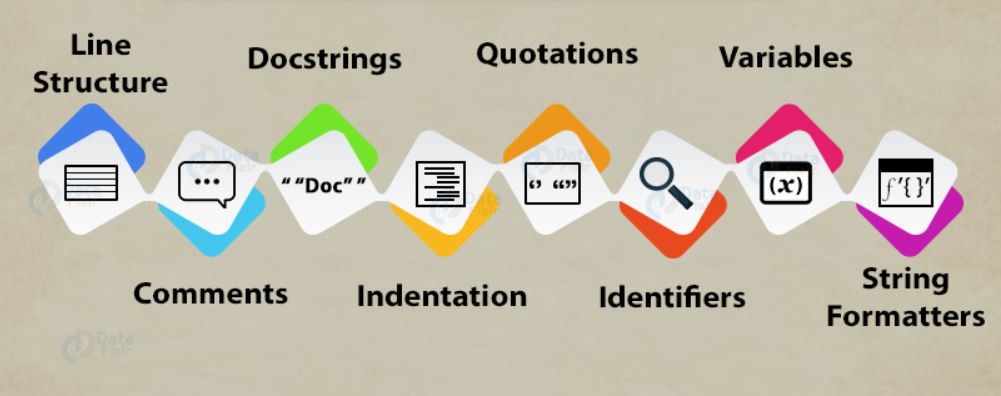 Line
Structure
Docstrings
Quotations
Variables
““Doc””
‘’ “”
(x)
f'{}'
Comments
Indentation
Identifiers
String
Formatters
Data
Flair